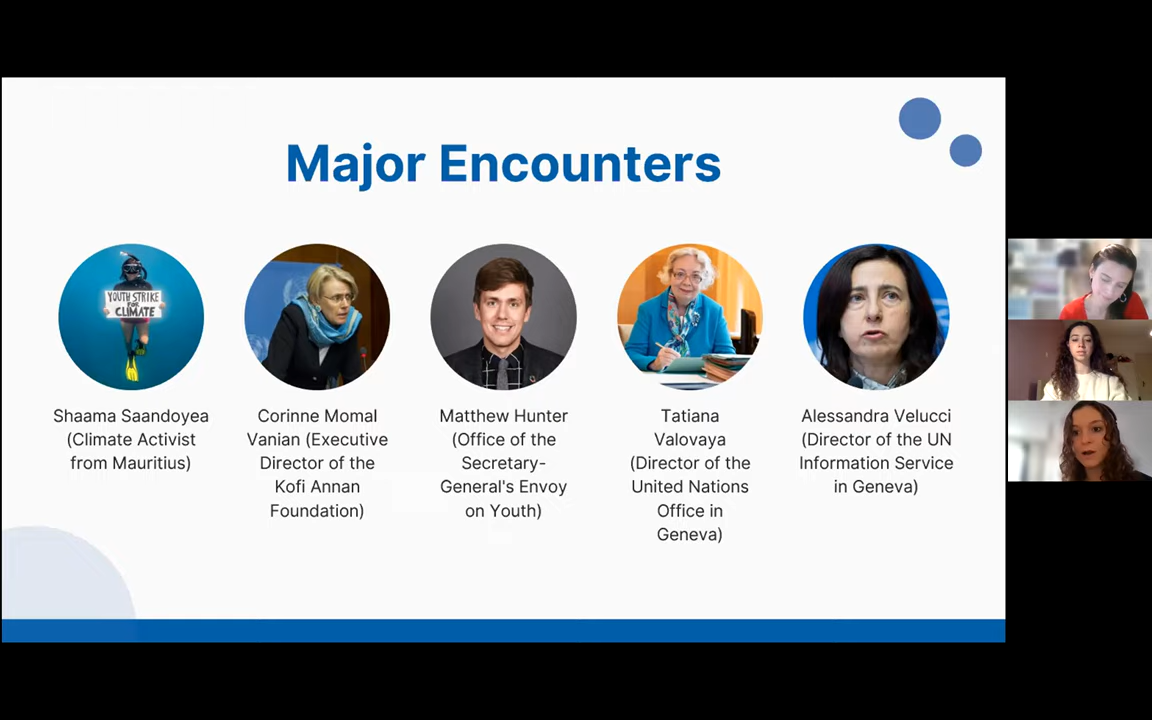 Major Encounters
YOUTH STRIKE
FOR
CLIMATE
Shaama Saandoyea
(Climate Activist
from Mauritius)
Corinne Momal
Vanian (Executive
Director of the
Kofi Annan
Foundation)
Matthew Hunter
(Office of the
Secretary-
General's Envoy
on Youth)
Tatiana
Valovaya
(Director of the
United Nations
Office in
Geneva)
Alessandra Velucci
(Director of the UN
Information Service
in Geneva)